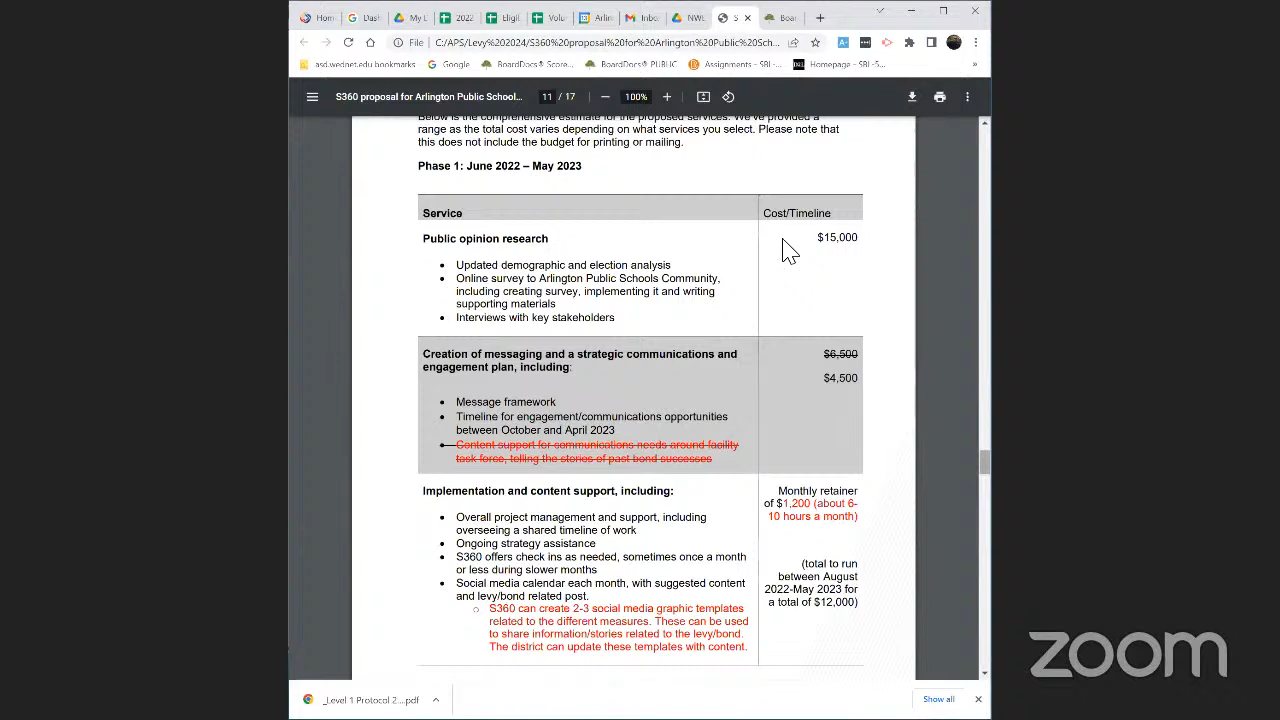 Hom
Dash
My D
2022
Eligi
Volu
Arlin
Inbo
NWE
S
Boar
File
C:/APS/Levy%202024/S360%20proposal%20for%20Arlington%20Public%20Sch...
asd.wednet.edu bookmarks
Google
BoardDocs® Score...
BoardDocs® PUBLIC
Assignments – SBL-...
Homepage - SBL-5...
»
S360 proposal for Arlington Public School...
11 / 17
100%
Below is the comprehensive estimate for the proposed services. We've provided a
range as the total cost varies depending on what services you select. Please note that
this does not include the budget for printing or mailing.
Phase 1: June 2022 – May 2023
Service
Cost/Timeline
Public opinion research
$15,000
• Updated demographic and election analysis
• Online survey to Arlington Public Schools Community,
including creating survey, implementing it and writing
supporting materials
• Interviews with key stakeholders
Creation of messaging and a strategic communications and
engagement plan, including:
$6,500
$4,500
• Message framework
• Timeline for engagement/communications opportunities
between October and April 2023
• Content support for communications needs around facility
task force, telling the stories of past bond successes
Implementation and content support, including:
Monthly retainer
of $1,200 (about 6-
10 hours a month)
• Overall project management and support, including
overseeing a shared timeline of work
• Ongoing strategy assistance
• S360 offers check ins as needed, sometimes once a month
or less during slower months
• Social media calendar each month, with suggested content
and levy/bond related post.
(total to run
between August
2022-May 2023 for
a total of $12,000)
○ S360 can create 2-3 social media graphic templates
related to the different measures. These can be used
to share information/stories related to the levy/bond.
The district can update these templates with content.
_Level 1 Protocol 2....pdf
Show all
zoom